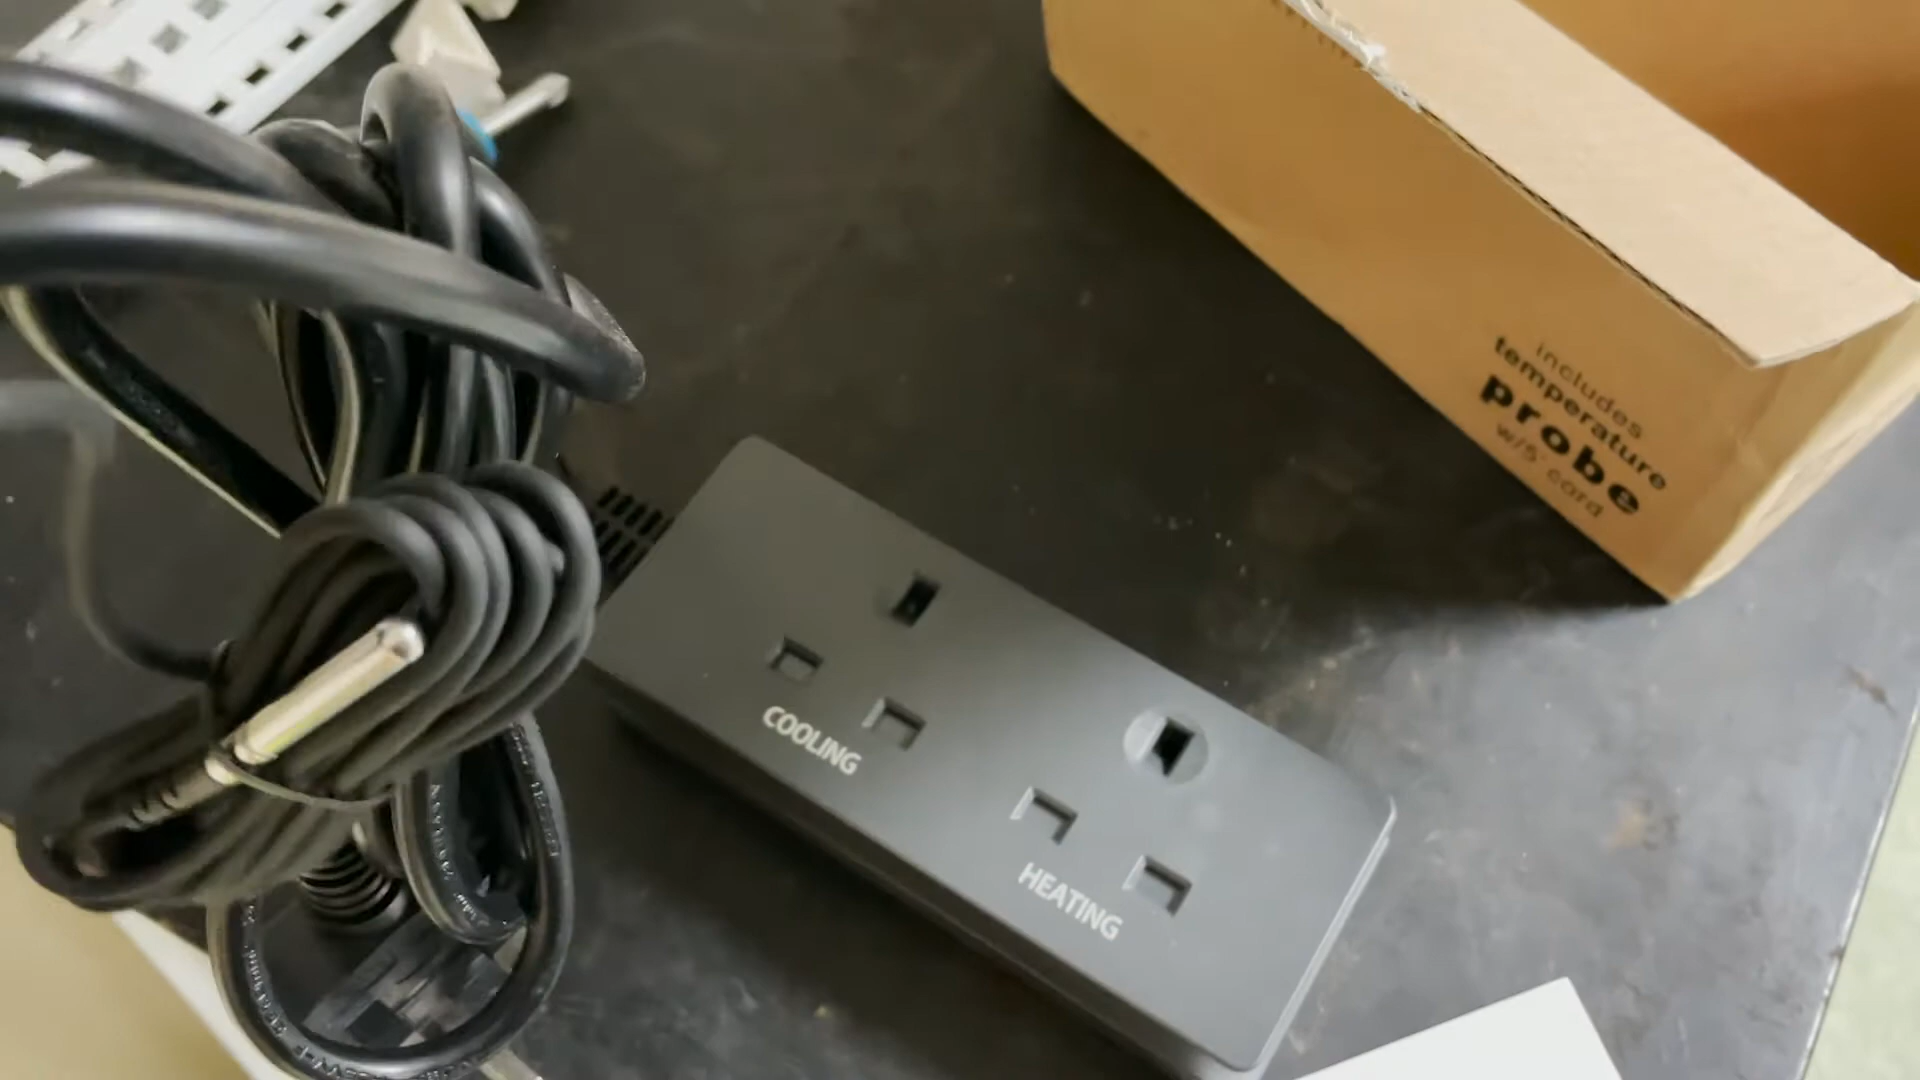 includes
temperature
probe
w/5' cord
COOLING
HEATING